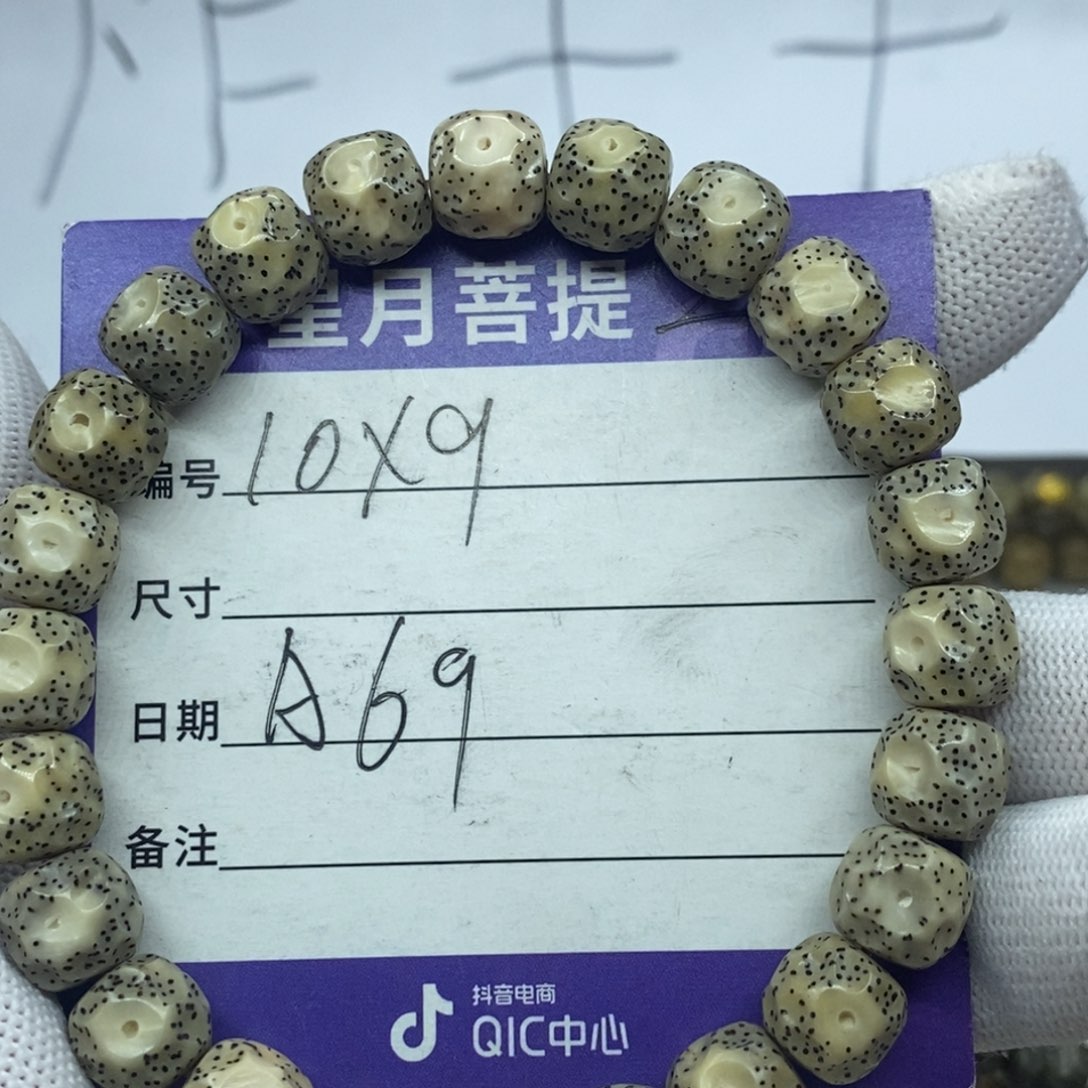 星月菩提
编号 10X9
尺寸
日期 A69
备注
抖音电商
QIC中心